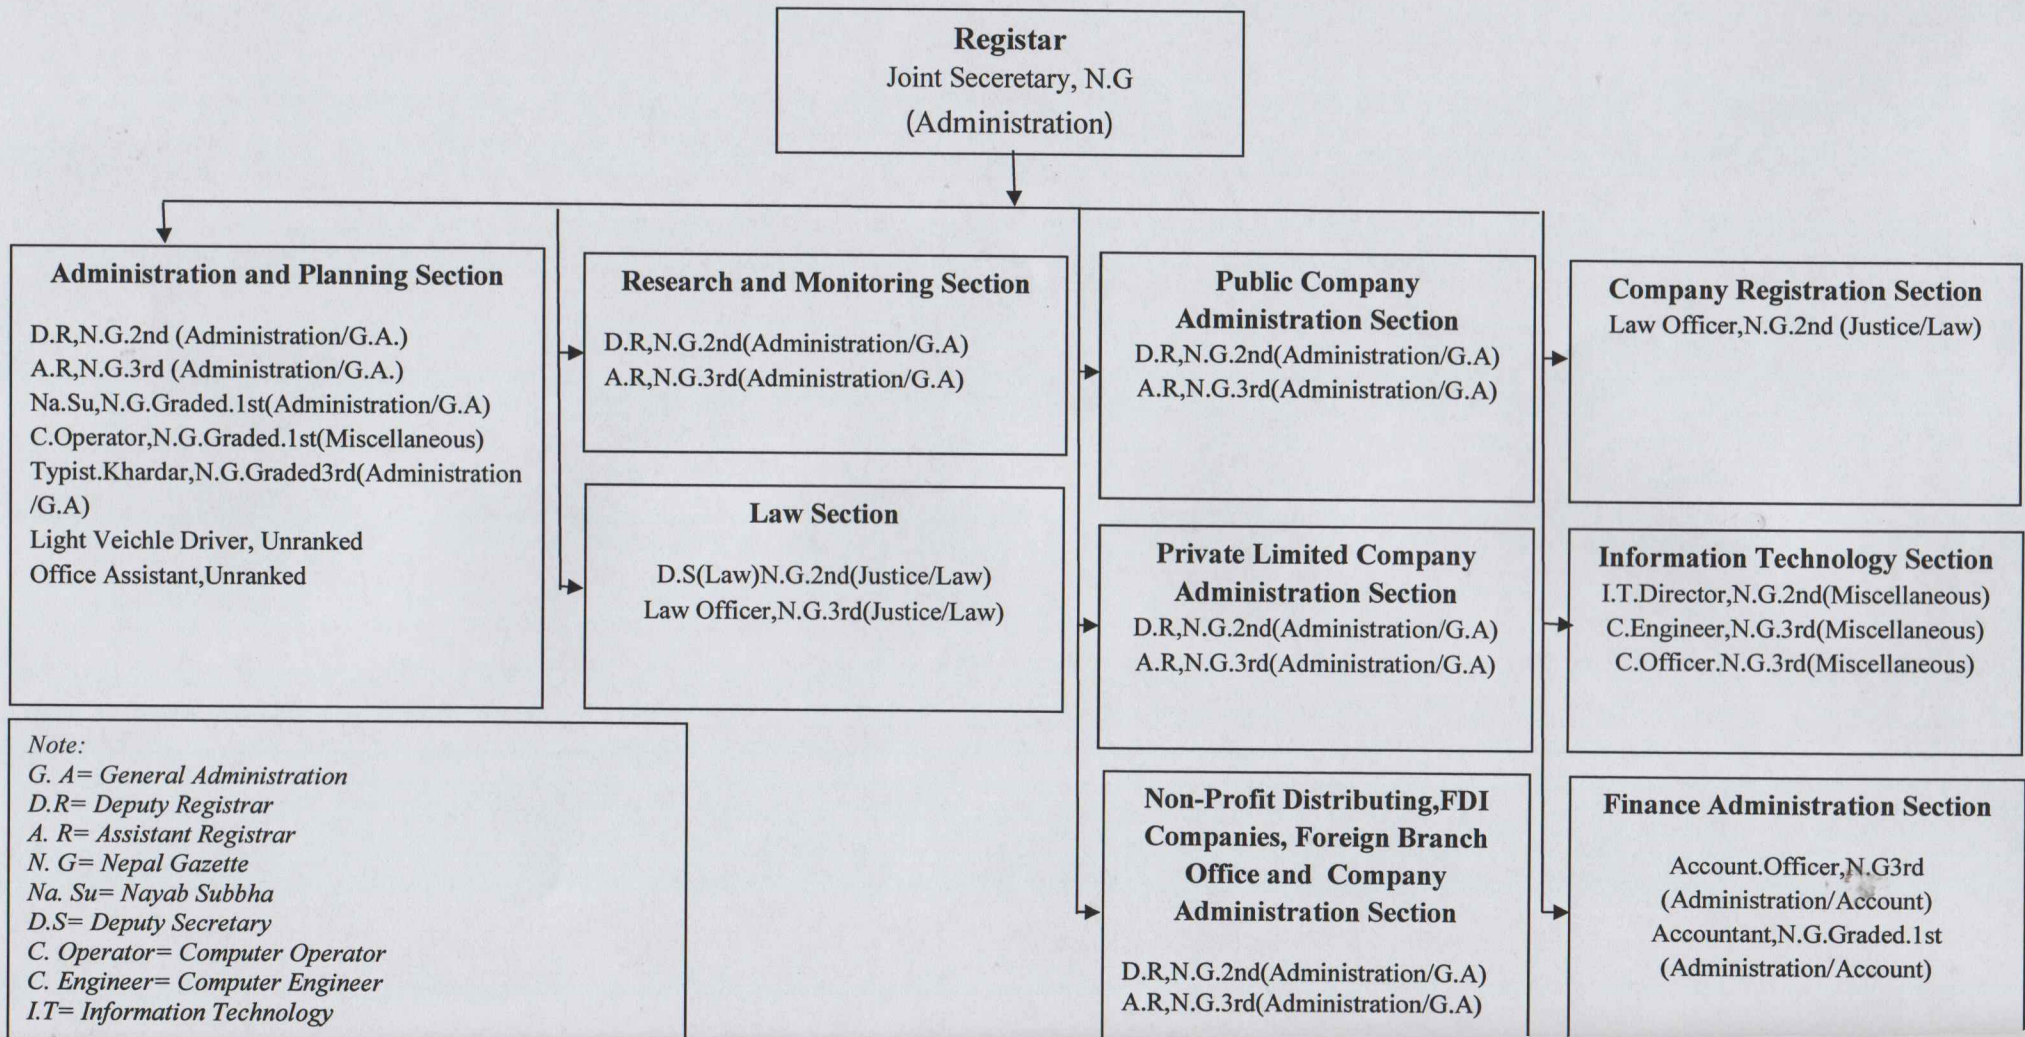 Registar
Joint Seceretary, N.G
(Administration)
Administration and Planning Section
D.R,N.G.2nd (Administration/G.A.)
A.R,N.G.3rd (Administration/G.A.)
Na.Su,N.G.Graded.1st(Administration/G.A)
C.Operator,N.G.Graded.1st(Miscellaneous)
Typist.Khardar,N.G.Graded3rd(Administration
/G.A)
Light Veichle Driver, Unranked
Office Assistant,Unranked
Research and Monitoring Section
D.R,N.G.2nd(Administration/G.A)
A.R,N.G.3rd(Administration/G.A)
Law Section
D.S(Law)N.G.2nd(Justice/Law)
Law Officer,N.G.3rd(Justice/Law)
Public Company
Administration Section
D.R,N.G.2nd(Administration/G.A)
A.R,N.G.3rd(Administration/G.A)
Private Limited Company
Administration Section
D.R,N.G.2nd(Administration/G.A)
A.R,N.G.3rd(Administration/G.A)
Non-Profit Distributing,FDI
Companies, Foreign Branch
Office and Company
Administration Section
D.R,N.G.2nd(Administration/G.A)
A.R,N.G.3rd(Administration/G.A)
Company Registration Section
Law Officer,N.G.2nd (Justice/Law)
Information Technology Section
I.T.Director,N.G.2nd(Miscellaneous)
C.Engineer,N.G.3rd(Miscellaneous)
C.Officer.N.G.3rd(Miscellaneous)
Finance Administration Section
Account.Officer,N.G3rd
(Administration/Account)
Accountant,N.G.Graded.1st
(Administration/Account)
Note:
G. A= General Administration
D.R= Deputy Registrar
A. R= Assistant Registrar
N. G= Nepal Gazette
Na. Su= Nayab Subbha
D.S= Deputy Secretary
C. Operator= Computer Operator
C. Engineer= Computer Engineer
I.T= Information Technology